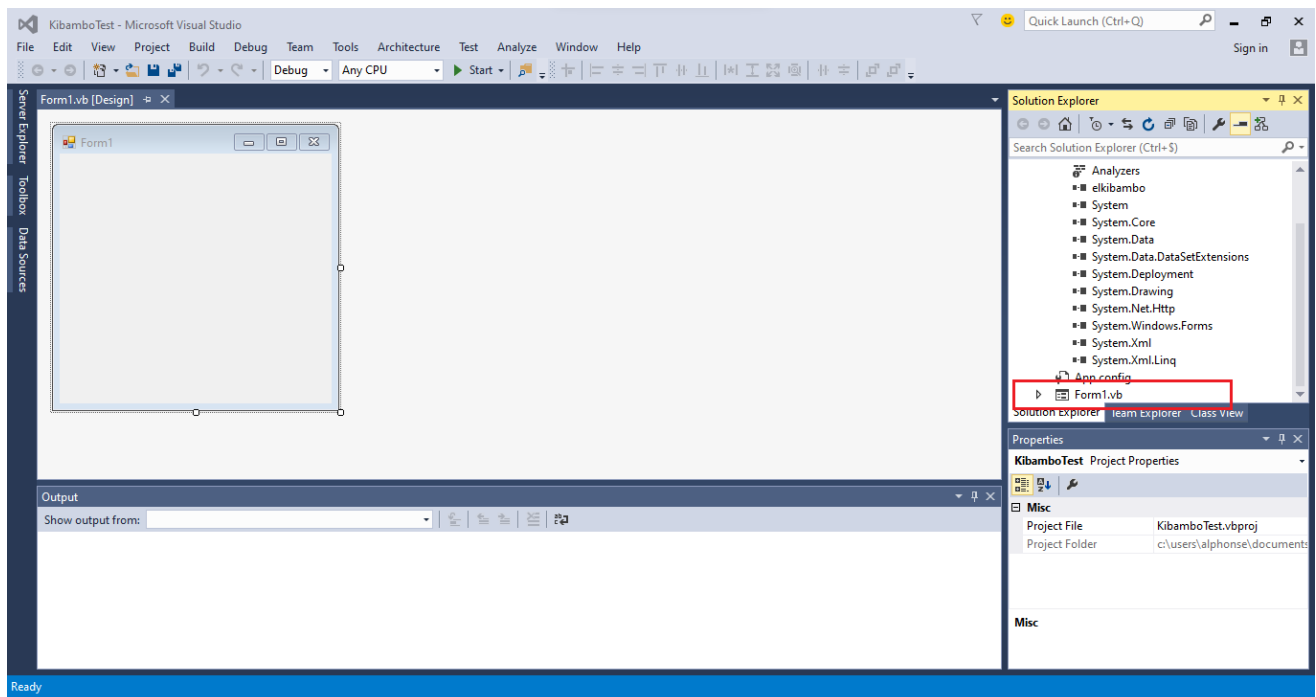 KibamboTest - Microsoft Visual Studio
Quick Launch (Ctrl+Q)
File Edit View Project Build Debug Team Tools Architecture Test Analyze Window Help
Sign in
Debug Any CPU Start
Server Explorer
Toolbox
Data Sources
Form1.vb [Design]
Form1
Solution Explorer
Search Solution Explorer (Ctrl+$)
Analyzers
elkibambo
System
System.Core
System.Data
System.Data.DataSetExtensions
System.Deployment
System.Drawing
System.Net.Http
System.Windows.Forms
System.Xml
System.Xml.Linq
App.config
Form1.vb
Solution Explorer Team Explorer Class View
Properties
KibamboTest Project Properties
Misc
Project File KibamboTest.vbproj
Project Folder c:\users\alphonse\documents
Misc
Output
Show output from:
Ready